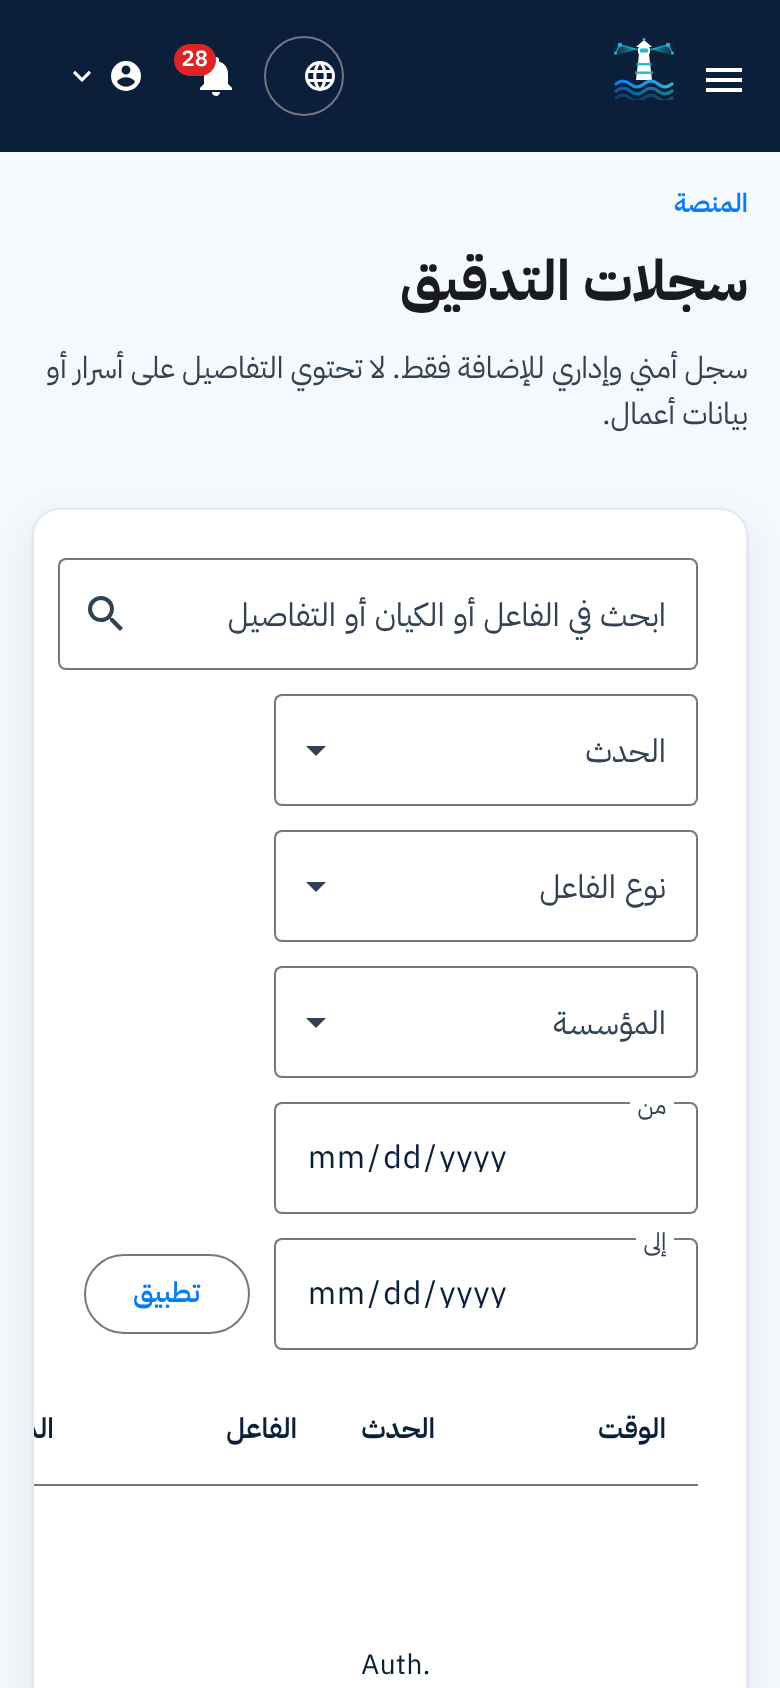 28
المنصة
سجلات التدقيق
سجل أمني وإداري للإضافة فقط. لا تحتوي التفاصيل على أسرار أو
بيانات أعمال.
ابحث في الفاعل أو الكيان أو التفاصيل
الحدث
نوع الفاعل
المؤسسة
من
mm/dd/yyyy
إلى
mm/dd/yyyy
تطبيق
الوقت الحدث الفاعل
Auth.